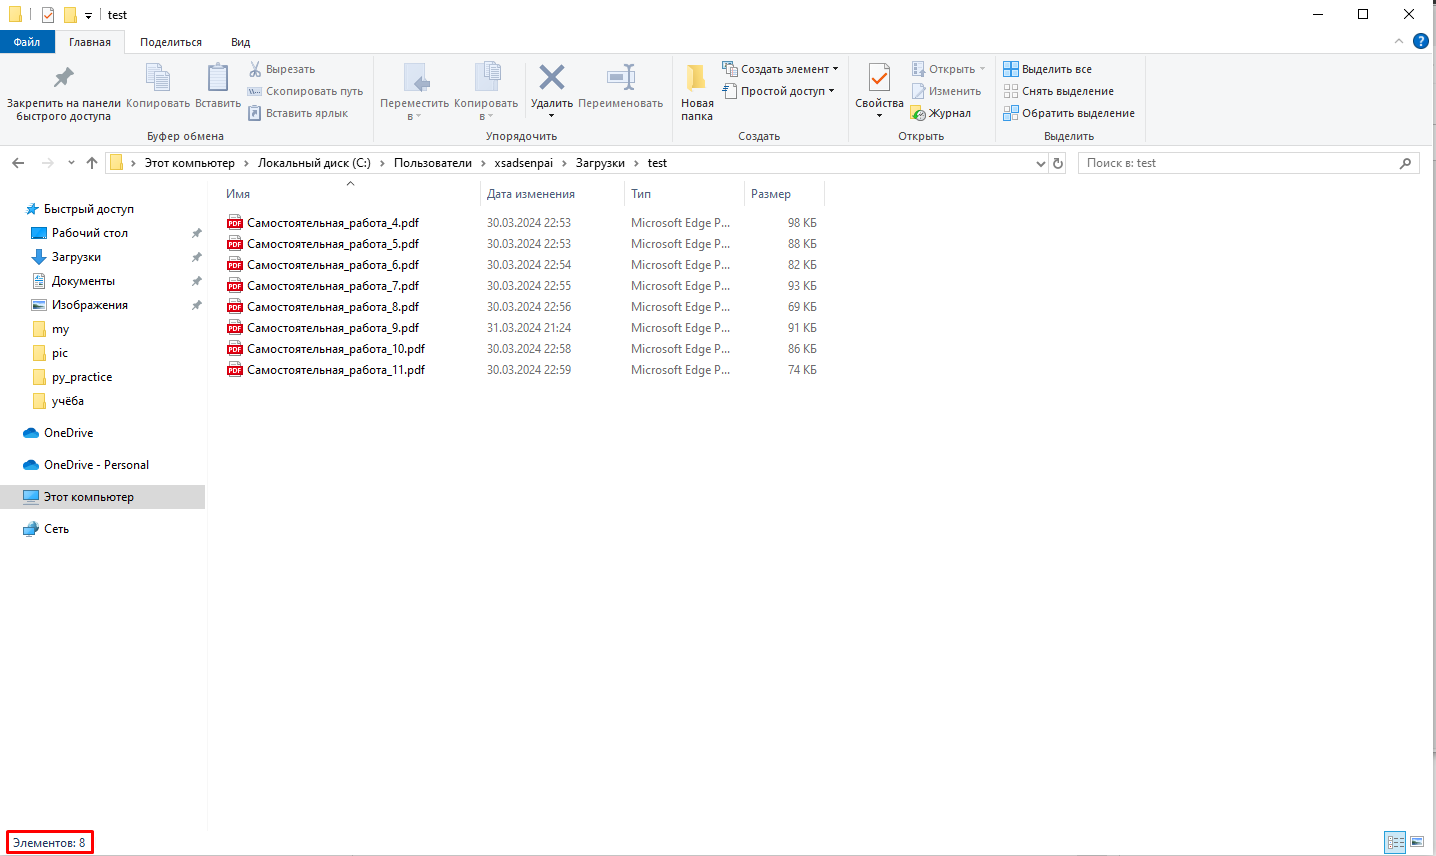 test
Файл Главная Поделиться Вид
Закрепить на панели быстрого доступа
Копировать
Вставить
Вырезать
Скопировать путь
Вставить ярлык
Буфер обмена
Переместить в
Копировать в
Удалить
Переименовать
Упорядочить
Новая папка
Создать элемент
Простой доступ
Создать
Свойства
Открыть
Изменить
Журнал
Открыть
Выделить все
Снять выделение
Обратить выделение
Выделить
Этот компьютер > Локальный диск (C:) > Пользователи > xsadsenpai > Загрузки > test
Поиск в: test
Быстрый доступ
Рабочий стол
Загрузки
Документы
Изображения
my
pic
py_practice
учёба
OneDrive
OneDrive - Personal
Этот компьютер
Сеть
Имя Дата изменения Тип Размер
PDF Самостоятельная_работа_4.pdf 30.03.2024 22:53 Microsoft Edge P... 98 КБ
PDF Самостоятельная_работа_5.pdf 30.03.2024 22:53 Microsoft Edge P... 88 КБ
PDF Самостоятельная_работа_6.pdf 30.03.2024 22:54 Microsoft Edge P... 82 КБ
PDF Самостоятельная_работа_7.pdf 30.03.2024 22:55 Microsoft Edge P... 93 КБ
PDF Самостоятельная_работа_8.pdf 30.03.2024 22:56 Microsoft Edge P... 69 КБ
PDF Самостоятельная_работа_9.pdf 31.03.2024 21:24 Microsoft Edge P... 91 КБ
PDF Самостоятельная_работа_10.pdf 30.03.2024 22:58 Microsoft Edge P... 86 КБ
PDF Самостоятельная_работа_11.pdf 30.03.2024 22:59 Microsoft Edge P... 74 КБ
Элементов: 8